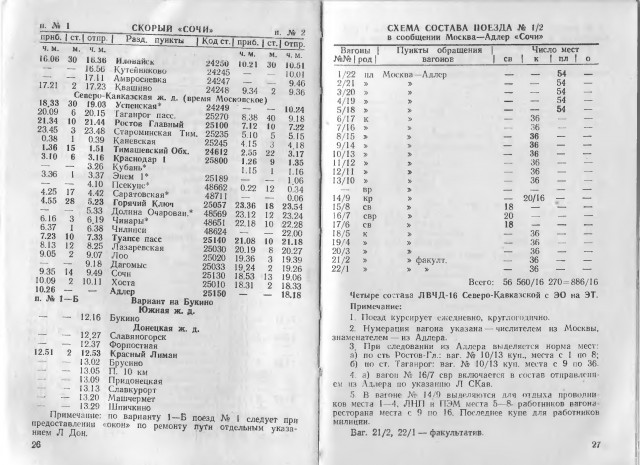 п. № 1 СКОРЫЙ «СОЧИ» п. № 2
приб. | ст. | отпр. | Разд. пункты | Код ст. | приб. | ст. | отпр.
ч. м. м. ч. м. ч. м. м. ч. м.
16.06 30 16.36 Иловайск 24250 10.21 30 10.51
— — 16.56 Кутейниково 24245 — — 10.01
— — 17.11 Амвросиевка 24247 — — 9.46
17.21 2 17.23 Квашино 24248 9.34 2 9.36
Северо-Кавказская ж. д. (время Московское)
18.33 30 19.03 Успенская* 24249 — — 10.24
20.09 6 20.15 Таганрог пасс. 25270 8.38 40 9.18
21.34 10 21.44 Ростов Главный 25100 7.12 10 7.22
23.45 3 23.48 Староминская Тим. 25235 5.10 5 5.15
0.38 1 0.39 Каневская 25245 4.15 3 4.18
1.36 15 1.51 Тимашевский Обх. 24612 2.55 22 3.17
3.10 6 3.16 Краснодар 1 25800 1.26 9 1.35
— — 3.26 Кубань* 1.15 1 1.16
3.36 1 3.37 Энем 1* 25189 — — 1.06
— — 4.10 Псекупс* 48662 0.22 12 0.34
4.25 17 4.42 Саратовская* 48711 — — 0.06
4.55 28 5.23 Горячий Ключ 25057 23.36 18 23.54
— — 5.33 Долина Очарован.* 48569 23.12 12 23.24
6.16 3 6.19 Чинары* 48651 22.18 10 22.28
6.37 1 6.38 Чилипси 48624 — — 22.00
7.23 10 7.33 Туапсе пасс 25140 21.08 10 21.18
8.13 12 8.25 Лазаревская 25030 20.19 8 20.27
9.05 2 9.07 Лоо 25020 19.36 3 19.39
— — 9.18 Дагомыс 25033 19.24 2 19.26
9.35 14 9.49 Сочи 25130 18.53 13 19.06
10.09 2 10.11 Хоста 25010 18.31 2 18.33
10.26 — — Адлер 25150 — — 18.18
п. № 1—Б Вариант на Букино
Южная ж. д.
— — 12.16 Букино
Донецкая ж. д.
— — 12.27 Славяногорск
— — 12.37 Форпостная
12.51 2 12.53 Красный Лиман
— — 13.02 Брусино
— — 13.05 П. 10 км
— — 13.09 Придонецкая
— — 13.13 Славкурорт
— — 13.20 Машчермет
— — 13.29 Шпичкино
Примечание: по варианту 1—Б поезд № 1 следует при
предоставлении «окон» по ремонту пути отдельным указа-
нием Л Дон.
26
СХЕМА СОСТАВА ПОЕЗДА № 1/2
в сообщении Москва—Адлер «Сочи»
Вагоны | Пункты обращения | Число мест
№№ | род | вагонов | св | к | пл | о
1/22 пл Москва—Адлер — — 54 —
2/21 » » — — 54 —
3/20 » » — — 54 —
4/19 » » — — 54 —
5/18 » » — — 54 —
6/17 к » — 36 — —
7/16 » » — 36 — —
8/15 » » — 36 — —
9/14 » » — 36 — —
10/13 » » — 36 — —
11/12 » » — 36 — —
12/11 » » — 36 — —
13/10 » » — 36 — —
— вр » — — — —
14/9 кр » — 20/16 — —
15/8 св » 18 — — —
16/7 свр » 20 — — —
17/6 св » 18 — — —
18/5 к » — 36 — —
19/4 » » — 36 — —
20/3 » » — 36 — —
21/2 » » факульт. — 36 — —
22/1 » » » — 36 — —
Всего: 56 560/16 270=886/16
Четыре состава ЛВЧД-16 Северо-Кавказской с ЭО на ЭТ.
Примечание:
1. Поезд курсирует ежедневно, круглогодично.
2. Нумерация вагона указана — числителем из Москвы,
знаменателем — из Адлера.
3. При следовании из Адлера выделяется норма мест:
а) по сть Ростов-Гл.: ваг. № 10/13 куп., места с 1 по 8;
б) по ст. Таганрог: ваг. № 10/13 куп. места с 9 по 36.
4. а) вагон № 16/7 свр включается в состав отправлени-
ем из Адлера по указанию Л СКав.
5. В вагоне № 14/9 выделяются для отдыха проводни-
ков места 1—4, ЛНП и ПЭМ места 5—8 работников вагона-
ресторана места с 9 по 16. Последнее купе для работников
милиции.
Ваг. 21/2, 22/1 — факультатив.
27